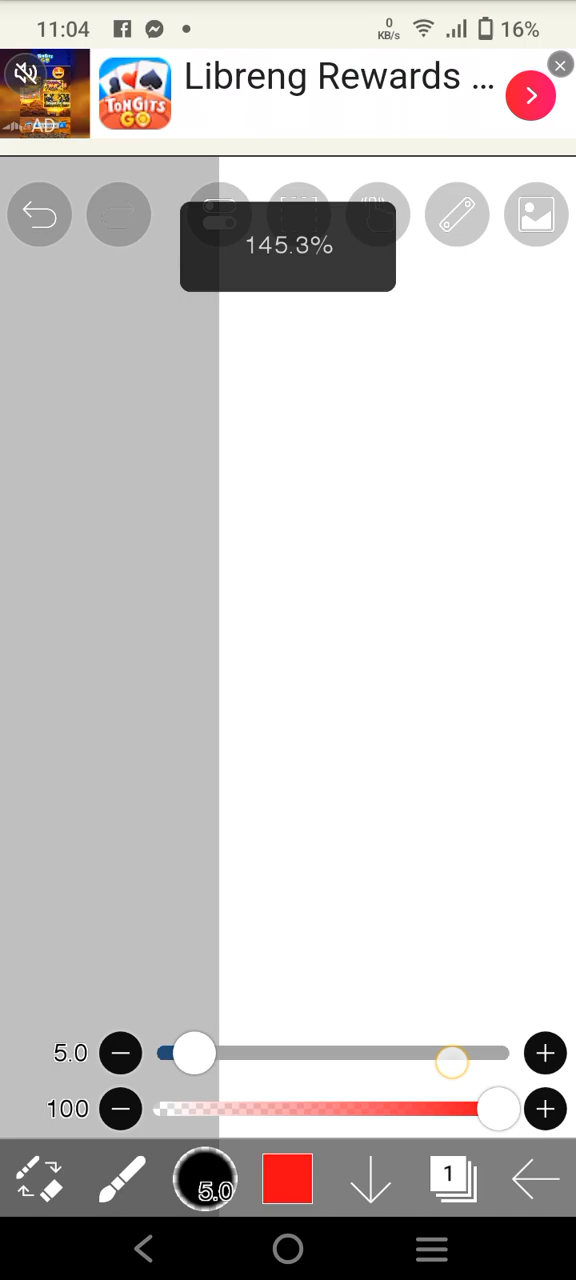 11:04
0
KB/s
16%
Libreng Rewards ...
TONGITS
GO
AD
145.3%
5.0
100
5.0
1